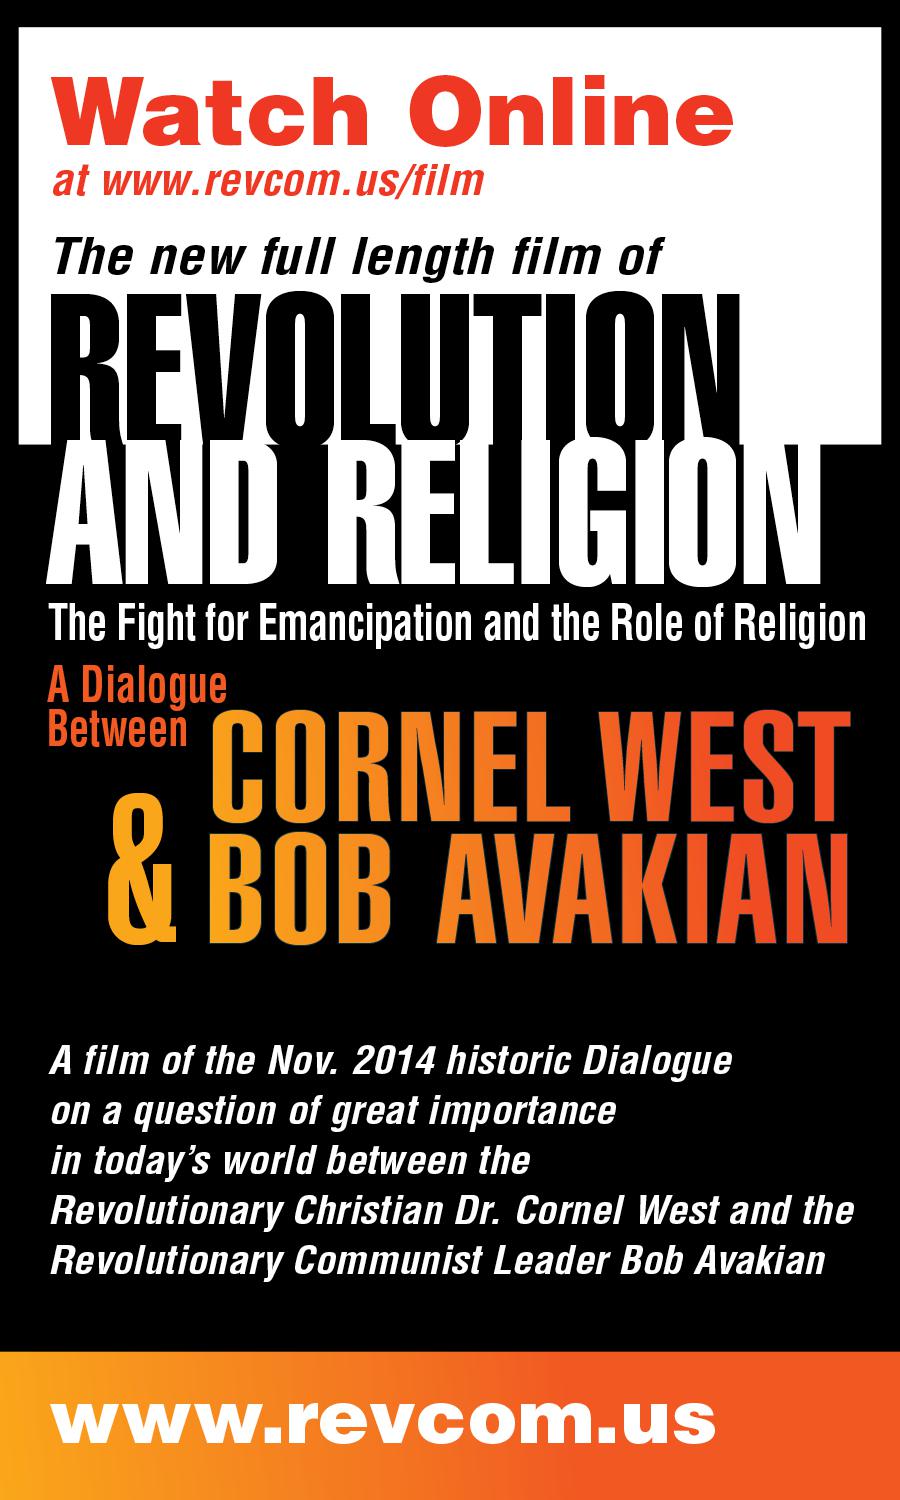 Watch Online
at www.revcom.us/film
The new full length film of
REVOLUTION
AND RELIGION
The Fight for Emancipation and the Role of Religion
A Dialogue
Between
CORNEL WEST
& BOB AVAKIAN
A film of the Nov. 2014 historic Dialogue
on a question of great importance
in today’s world between the
Revolutionary Christian Dr. Cornel West and the
Revolutionary Communist Leader Bob Avakian
www.revcom.us